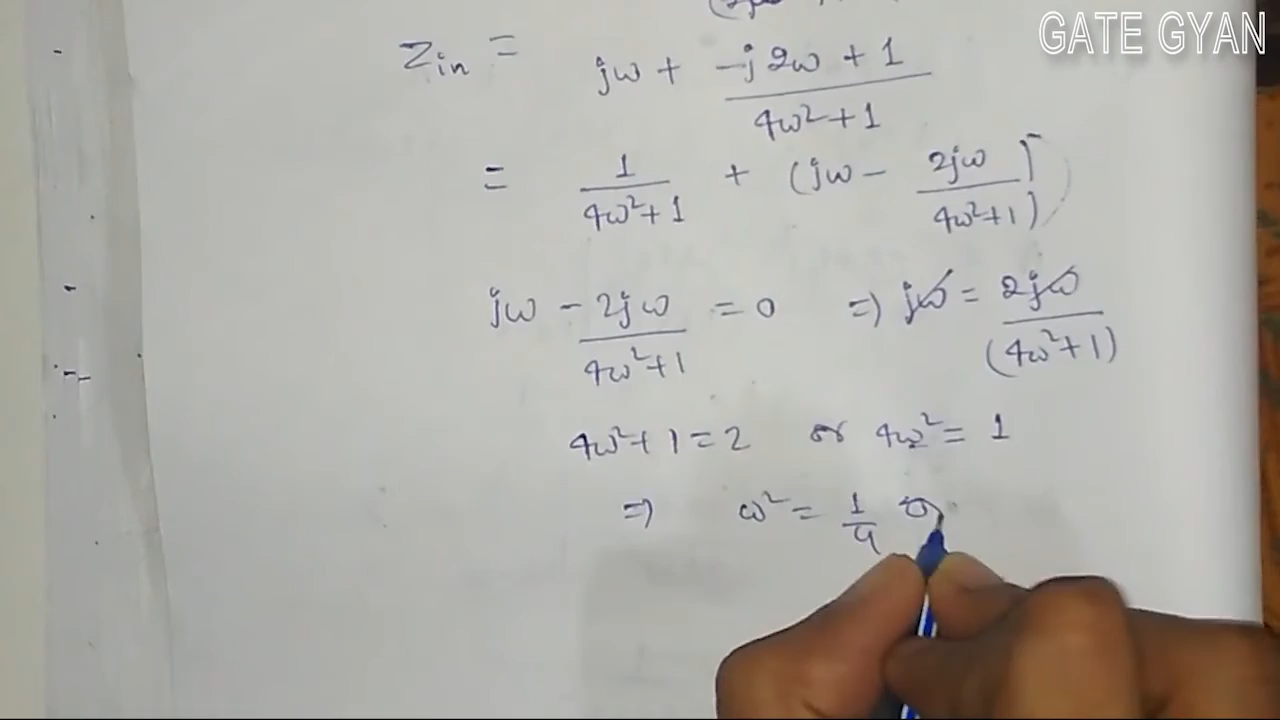 GATE GYAN
Zin = jω + (-j2ω + 1)/(4ω²+1)
= 1/(4ω²+1) + (jω - 2jω/(4ω²+1))
jω - 2jω/(4ω²+1) = 0 ⇒ jω = 2jω/(4ω²+1)
4ω²+1=2 or 4ω²= 1
⇒ ω² = 1/4